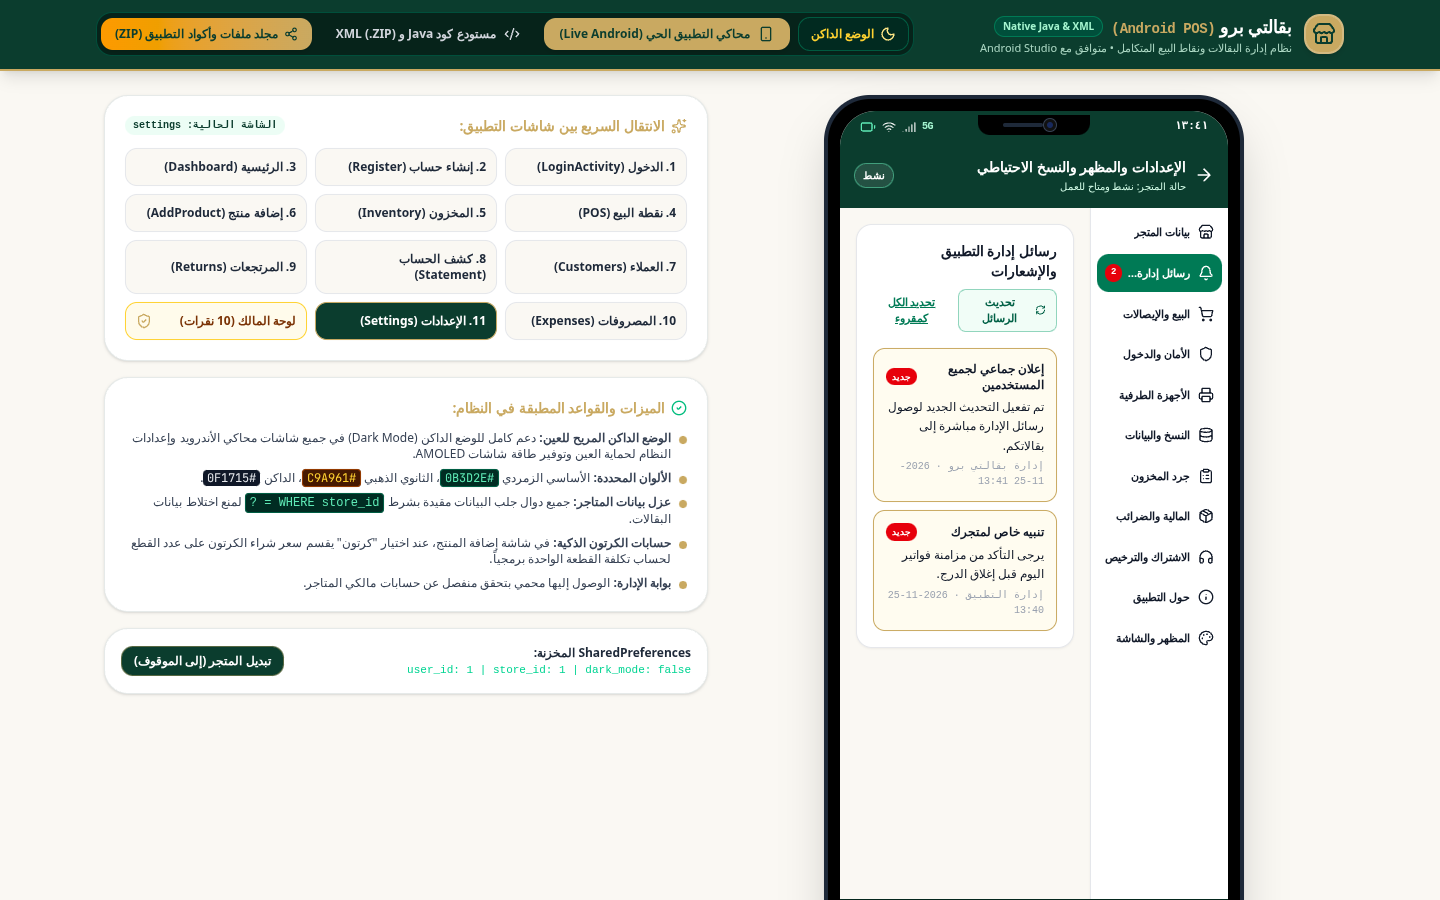 بقالتي برو (Android POS) Native Java & XML
نظام إدارة البقالات ونقاط البيع المتكامل • متوافق مع Android Studio
الوضع الداكن
محاكي التطبيق الحي (Live Android)
مستودع كود Java و XML (.ZIP)
مجلد ملفات وأكواد التطبيق (ZIP)
١٣:٤١
5G
الإعدادات والمظهر والنسخ الاحتياطي
حالة المتجر: نشط ومتاح للعمل
نشط
بيانات المتجر
رسائل إدارة... 2
البيع والإيصالات
الأمان والدخول
الأجهزة الطرفية
النسخ والبيانات
جرد المخزون
المالية والضرائب
الاشتراك والترخيص
حول التطبيق
المظهر والشاشة
رسائل إدارة التطبيق
والإشعارات
تحديث
الرسائل
تحديد الكل
كمقروء
إعلان جماعي لجميع
المستخدمين
جديد
تم تفعيل التحديث الجديد لوصول
رسائل الإدارة مباشرة إلى
بقالاتكم.
إدارة بقالتي برو · 2026-
11-25 13:41
تنبيه خاص لمتجرك
جديد
يرجى التأكد من مزامنة فواتير
اليوم قبل إغلاق الدرج.
إدارة التطبيق · 2026-11-25
13:40
الانتقال السريع بين شاشات التطبيق:
الشاشة الحالية: settings
1. الدخول (LoginActivity)
2. إنشاء حساب (Register)
3. الرئيسية (Dashboard)
4. نقطة البيع (POS)
5. المخزون (Inventory)
6. إضافة منتج (AddProduct)
7. العملاء (Customers)
8. كشف الحساب
(Statement)
9. المرتجعات (Returns)
10. المصروفات (Expenses)
11. الإعدادات (Settings)
لوحة المالك (10 نقرات)
الميزات والقواعد المطبقة في النظام:
الوضع الداكن المريح للعين: دعم كامل للوضع الداكن (Dark Mode) في جميع شاشات محاكي الأندرويد وإعدادات
النظام لحماية العين وتوفير طاقة شاشات AMOLED.
الألوان المحددة: الأساسي الزمردي #0B3D2E، الثانوي الذهبي #C9A961، الداكن #0F1715.
عزل بيانات المتاجر: جميع دوال جلب البيانات مقيدة بشرط WHERE store_id = ? لمنع اختلاط بيانات
البقالات.
حسابات الكرتون الذكية: في شاشة إضافة المنتج، عند اختيار "كرتون" يقسم سعر شراء الكرتون على عدد القطع
لحساب تكلفة القطعة الواحدة برمجياً.
بوابة الإدارة: الوصول إليها محمي بتحقق منفصل عن حسابات مالكي المتاجر.
SharedPreferences المخزنة:
user_id: 1 | store_id: 1 | dark_mode: false
تبديل المتجر (إلى الموقوف)